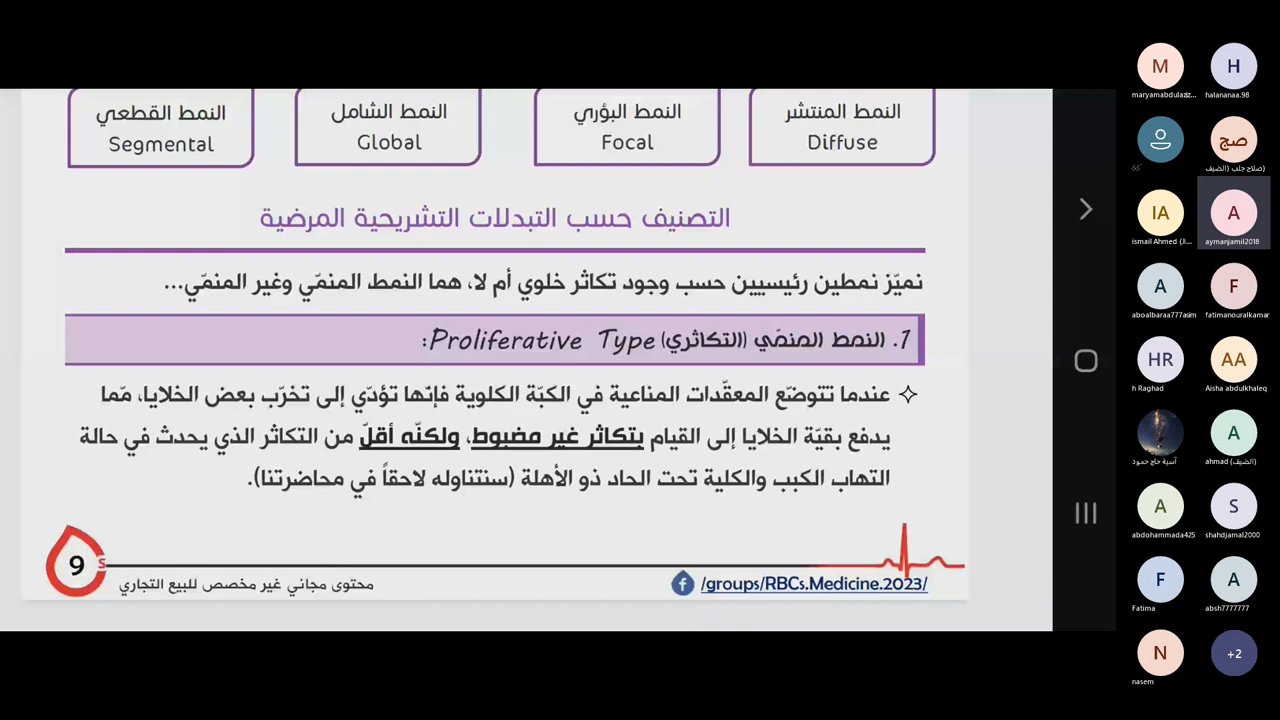 النمط المنتشر
Diffuse
النمط البؤري
Focal
النمط الشامل
Global
النمط القطعي
Segmental
التصنيف حسب التبدلات التشريحية المرضية
نميّز نمطين رئيسيين حسب وجود تكاثر خلوي أم لا، هما النمط المنمّي وغير المنمّي...
1. النمط المنمّي (التكاثري) Proliferative Type:
✧ عندما تتوضّع المعقّدات المناعية في الكبّة الكلوية فإنّها تؤدّي إلى تخرّب بعض الخلايا، مّما
يدفع بقيّة الخلايا إلى القيام بتكاثر غير مضبوط، ولكنّه أقلّ من التكاثر الذي يحدث في حالة
التهاب الكبب والكلية تحت الحاد ذو الأهلة (سنتناوله لاحقاً في محاضرتنا).
/groups/RBCs.Medicine.2023/
محتوى مجاني غير مخصص للبيع التجاري
9
S
M
maryamabdulaziz...
H
halananaa.98
صج
صلاح جلب (الضيف)
IA
ismail Ahmed (ال...
A
aymanjamil2018
A
aboalbaraa777asim
F
fatimanouralkamar
HR
h Raghad
AA
Aisha abdulkhaleq
آسية حاج حمود
A
ahmad (الضيف)
A
abdohammada425
S
shahdjamal2000
F
Fatima
A
absh7777777
N
nasem
+2